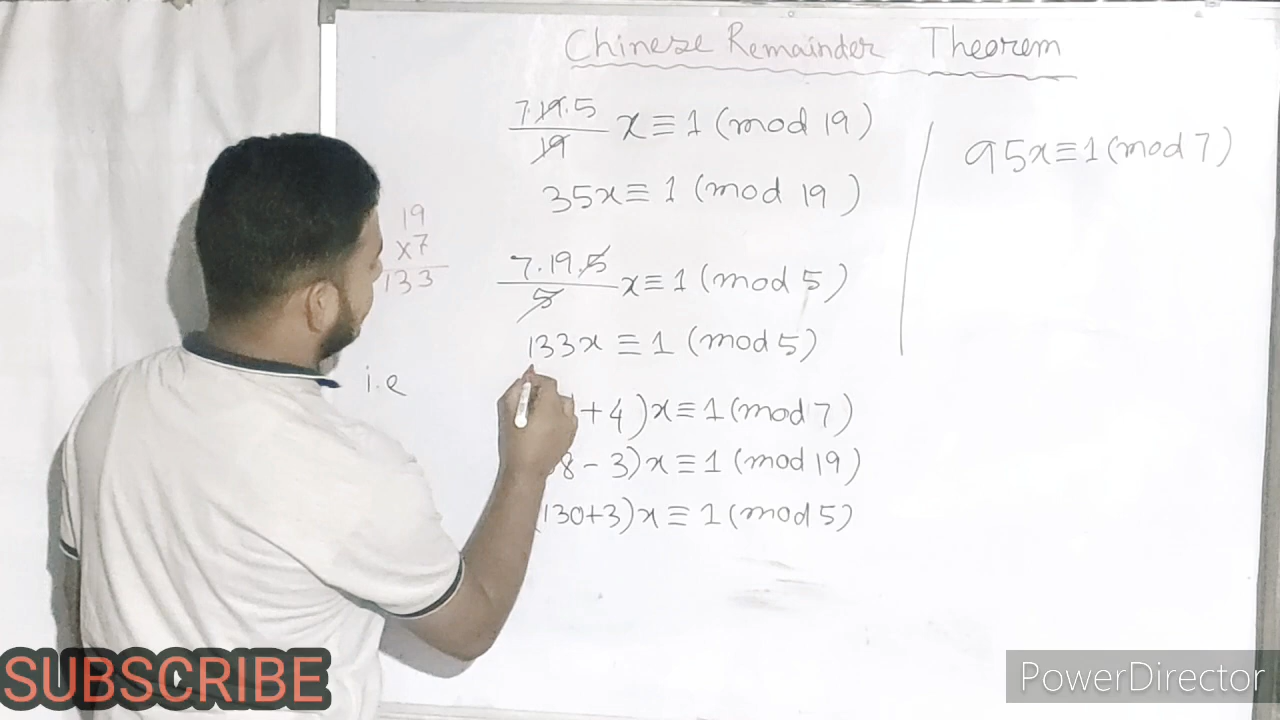 Chinese Remainder Theorem
7.19.5/19 x≡1 (mod 19)
35x≡ 1 (mod 19)
7.19.5/5 x≡1 (mod 5)
133x ≡1 (mod 5)
i.e
+4)x≡1(mod 7)
8-3)x≡1 (mod 19)
(130+3)x≡1(mod 5)
19
x7
133
95x≡1(mod 7)
SUBSCRIBE
PowerDirector